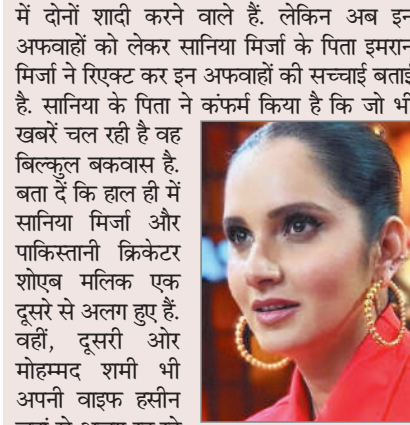 में दोनों शादी करने वाले हैं. लेकिन अब इन
अफवाहों को लेकर सानिया मिर्जा के पिता इमरान
मिर्जा ने रिएक्ट कर इन अफवाहों की सच्चाई बताई
है. सानिया के पिता ने कंफर्म किया है कि जो भी
खबरें चल रही है वह
बिल्कुल बकवास है.
बता दें कि हाल ही में
सानिया मिर्जा और
पाकिस्तानी क्रिकेटर
शोएब मलिक एक
दूसरे से अलग हुए हैं.
वहीं, दूसरी ओर
मोहम्मद शमी भी
अपनी वाइफ हसीन